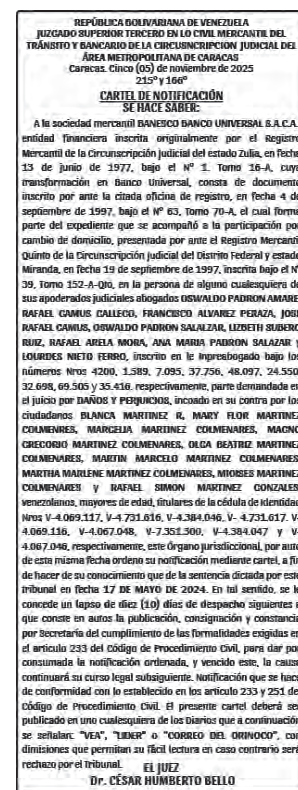 REPÚBLICA BOLIVARIANA DE VENEZUELA
JUZGADO SUPERIOR TERCERO EN LO CIVIL MERCANTIL DEL
TRÁNSITO Y BANCARIO DE LA CIRCUSNCRIPCION JUDICIAL DEL
ÁREA METROPOLITANA DE CARACAS
Caracas. Cinco (05) de noviembre de 2025
215º y 166º
CARTEL DE NOTIFICACIÓN
SE HACE SABER:
A la sociedad mercantil BANESCO BANCO UNIVERSAL S.A.C.A.
entidad financiera inscrita originalmente por el Registro
Mercantil de la Circunscripción judicial del estado Zulia, en fecha
13 de junio de 1977, bajo el Nº 1. Tomo 16-A, cuya
transformación en Banco Universal, consta de documento
inscrito por ante la citada oficina de registro, en fecha 4 de
septiembre de 1997, bajo el Nº 63, Tomo 70-A, el cual forma
parte del expediente que se acompañó a la participación por
cambio de domicilio, presentada por ante el Registro Mercantil
Quinto de la Circunscripción judicial del Distrito Federal y estado
Miranda, en fecha 19 de septiembre de 1997, inscrita bajo el Nº
39, Tomo 152-A-Qto, en la persona de alguno cualesquiera de
sus apoderados judiciales abogados OSWALDO PADRON AMARE,
RAFAEL GAMUS GALLEGO, FRANCISCO ALVAREZ PERAZA, JOSE
RAFAEL GAMUS, OSWALDO PADRON SALALZAR, LIZBETH SUBERO
RUIZ, RAFAEL ARELA MORA, ANA MARIA PADRON SALAZAR y
LOURDES NIETO FERRO, inscrito en le Inpreabogado bajo los
números Nros 4200, 1.589, 7.095, 37.756, 48.097, 24.550,
32.698, 69.505 y 35.416, respectivamente, parte demandada en
el juicio por DAÑOS Y PERJUICIOS, incoado en su contra por los
ciudadanos BLANCA MARTINEZ R, MARY FLOR MARTINEZ
COLMENRES, MARGELIA MARTINEZ COLMENARES, MAGNO
GREGORIO MARTINEZ COLMENARES, OLGA BEATRIZ MARTINEZ
COLMENARES, MARTIN MARCELO MARTINEZ COLMENARES,
MARTHA MARLENE MARTINEZ COLMENARES, MIOISES MARTINEZ
COLMENARES y RAFAEL SIMON MARTINEZ GONZALES,
venezolanos, mayores de edad, titulares de la cédula de identidad
Nros V-4.069.117, V-4.731.616, V-4.384.046, V- 4.731.617. V-
4.069.116, V-4.067.048, V-7.351.300, V-4.384.047 y V-
4.067.046, respectivamente, este Órgano jurisdiccional, por auto
de esta misma fecha ordeno su notificación mediante cartel, a fin
de hacer de su conocimiento que de la sentencia dictada por este
tribunal en fecha 17 DE MAYO DE 2024. En tal sentido, se le
concede un lapso de diez (10) días de despacho siguientes a
que conste en autos la publicación, consignación y constancia
por Secretaria del cumplimiento de las formalidades exigidas en
el artículo 233 del Código de Procedimiento Civil, para dar por
consumada la notificación ordenada, y vencido este, la causa
continuará su curso legal subsiguiente. Notificación que se hace
de conformidad con lo establecido en los artículo 233 y 251 del
Código de Procedimiento Civil. El presente cartel deberá ser
publicado en uno cualesquiera de los Diarios que a continuación
se señalan: "VEA", "LIDER" o "CORREO DEL ORINOCO", con
dimisiones que permitan su fácil lectura en caso contrario será
rechazo por el Tribunal.
EL JUEZ
Dr. CÉSAR HUMBERTO BELLO